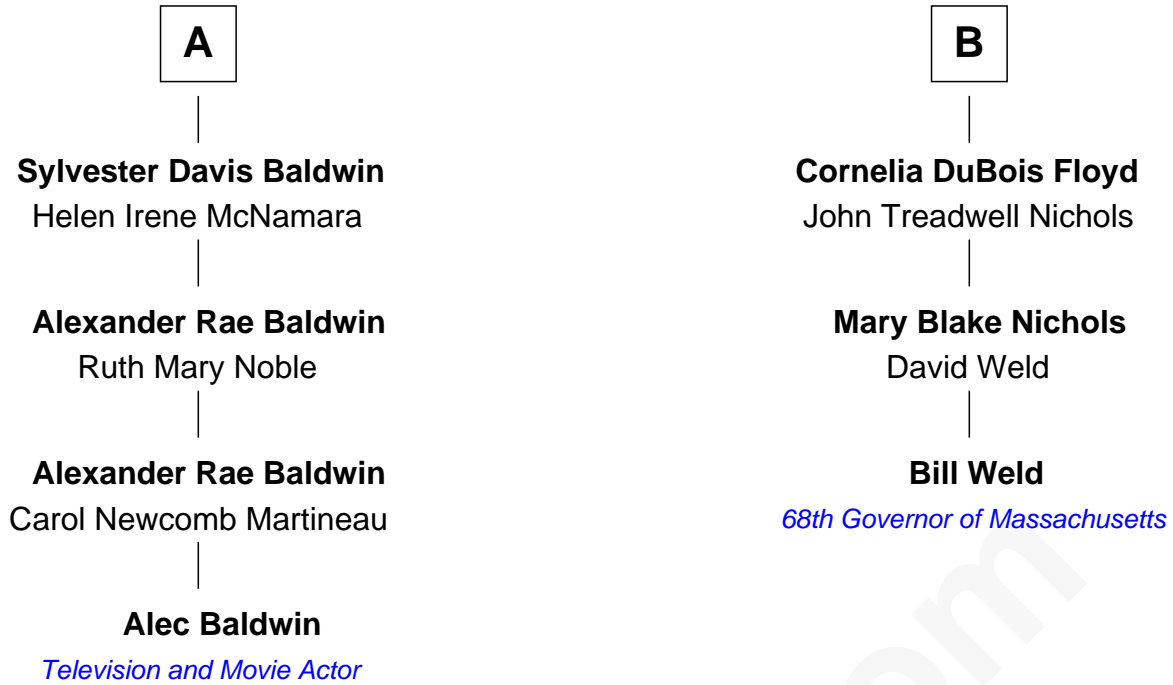 A
Sylvester Davis Baldwin
Helen Irene McNamara
Alexander Rae Baldwin
Ruth Mary Noble
Alexander Rae Baldwin
Carol Newcomb Martineau
Alec Baldwin
Television and Movie Actor
B
Cornelia DuBois Floyd
John Treadwell Nichols
Mary Blake Nichols
David Weld
Bill Weld
68th Governor of Massachusetts
om